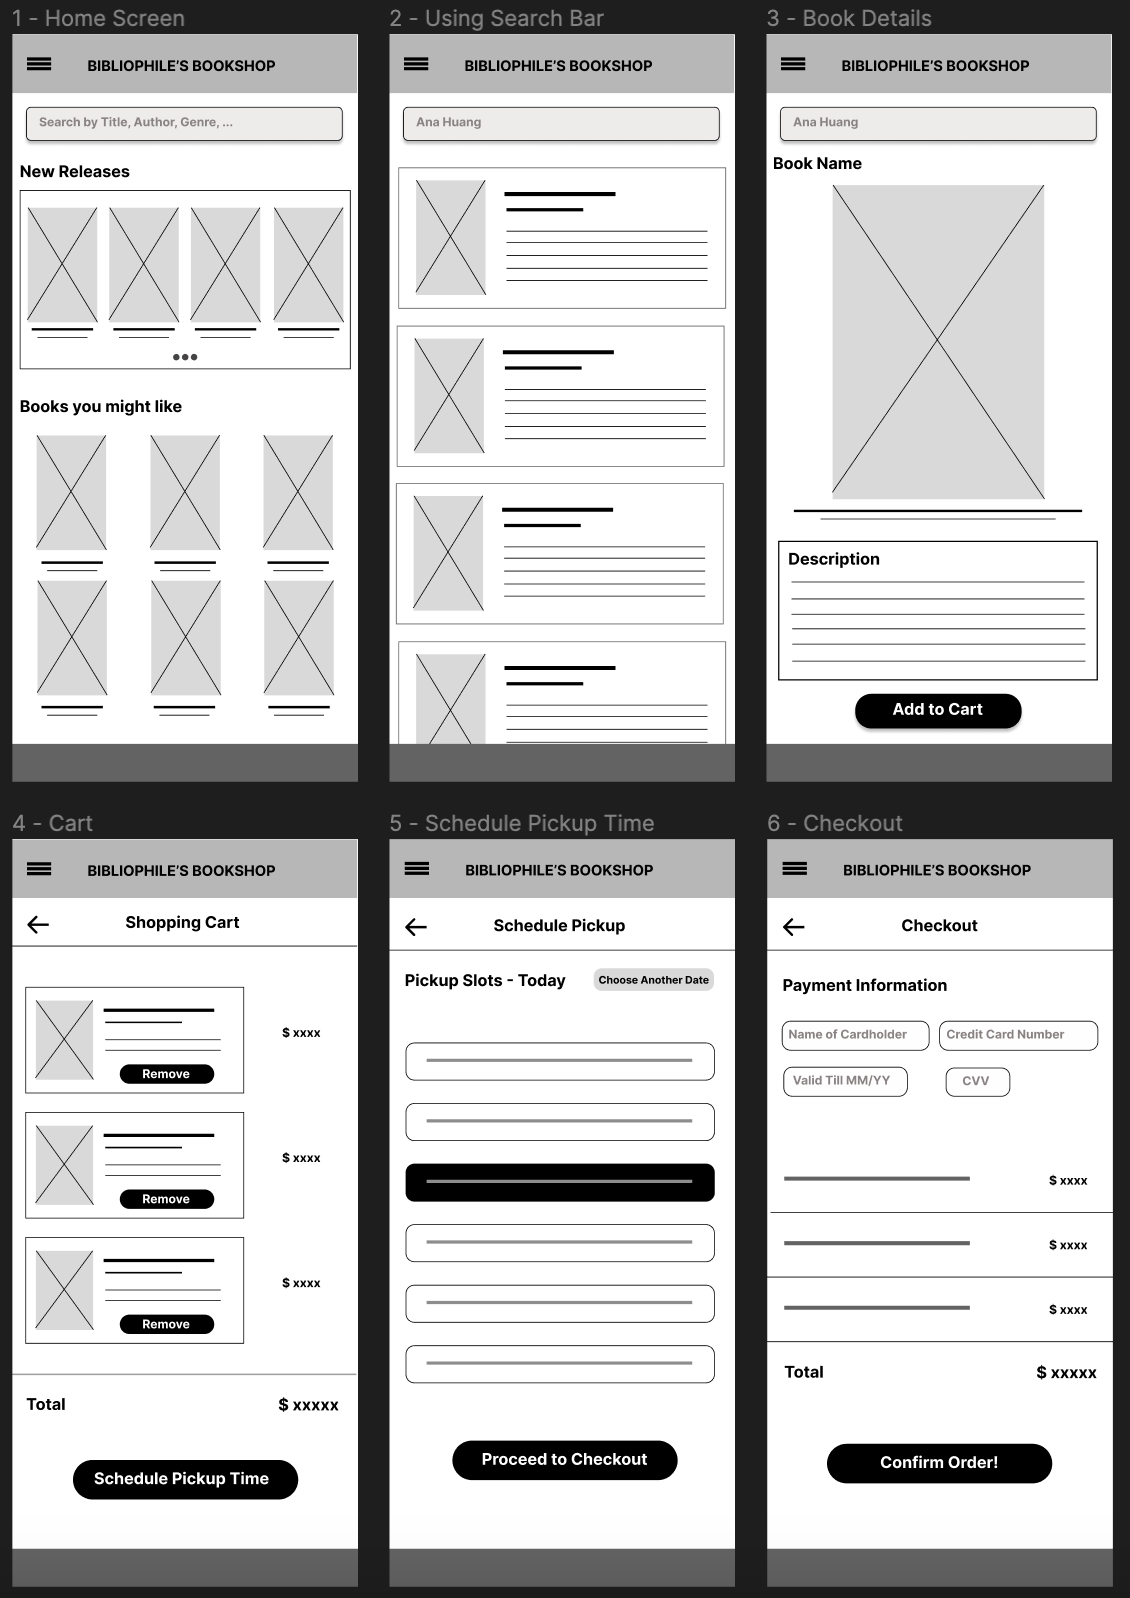 1 - Home Screen
BIBLIOPHILE'S BOOKSHOP
Search by Title, Author, Genre, ...
New Releases
Books you might like
2 - Using Search Bar
BIBLIOPHILE'S BOOKSHOP
Ana Huang
3 - Book Details
BIBLIOPHILE'S BOOKSHOP
Ana Huang
Book Name
Description
Add to Cart
4 - Cart
BIBLIOPHILE'S BOOKSHOP
Shopping Cart
$ xxxx
Remove
$ xxxx
Remove
$ xxxx
Remove
Total $ xxxxx
Schedule Pickup Time
5 - Schedule Pickup Time
BIBLIOPHILE'S BOOKSHOP
Schedule Pickup
Pickup Slots - Today Choose Another Date
Proceed to Checkout
6 - Checkout
BIBLIOPHILE'S BOOKSHOP
Checkout
Payment Information
Name of Cardholder Credit Card Number
Valid Till MM/YY CVV
$ xxxx
$ xxxx
$ xxxx
Total $ xxxxx
Confirm Order!